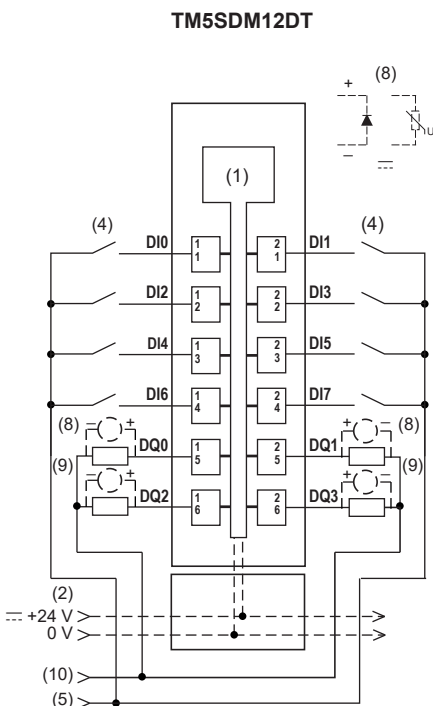 TM5SDM12DT
+ (8)
u
−
(1)
(4) (4)
DI0 1 1 2 1 DI1
DI2 1 2 2 2 DI3
DI4 1 3 2 3 DI5
DI6 1 4 2 4 DI7
(8) − + + − (8)
(9) DQ0 1 5 2 5 DQ1 (9)
− + + −
DQ2 1 6 2 6 DQ3
(2)
+24 V
0 V
(10)
(5)